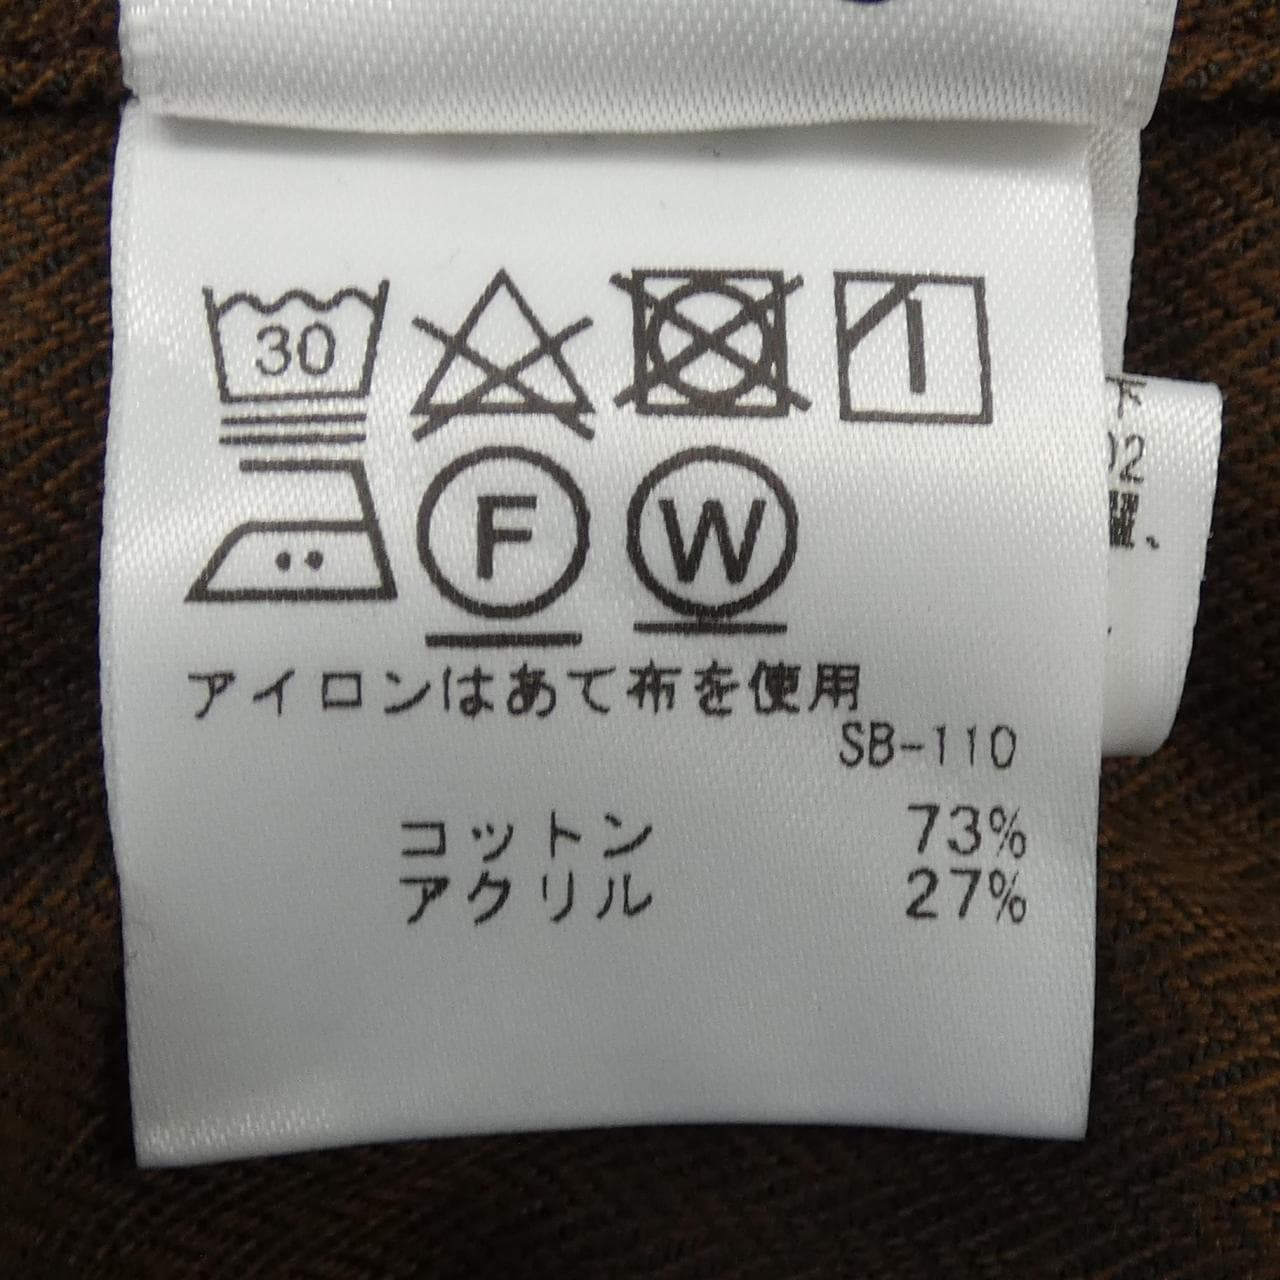 30
F W
アイロンはあて布を使用
SB-110
コットン 73%
アクリル 27%